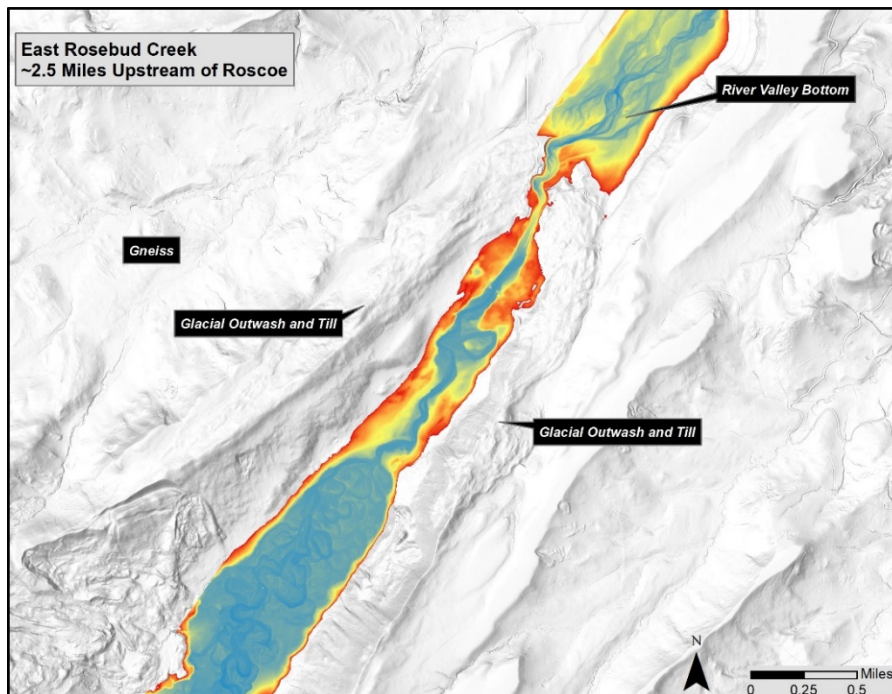 East Rosebud Creek
~2.5 Miles Upstream of Roscoe
River Valley Bottom
Gneiss
Glacial Outwash and Till
Glacial Outwash and Till
N
Miles
0 0.25 0.5